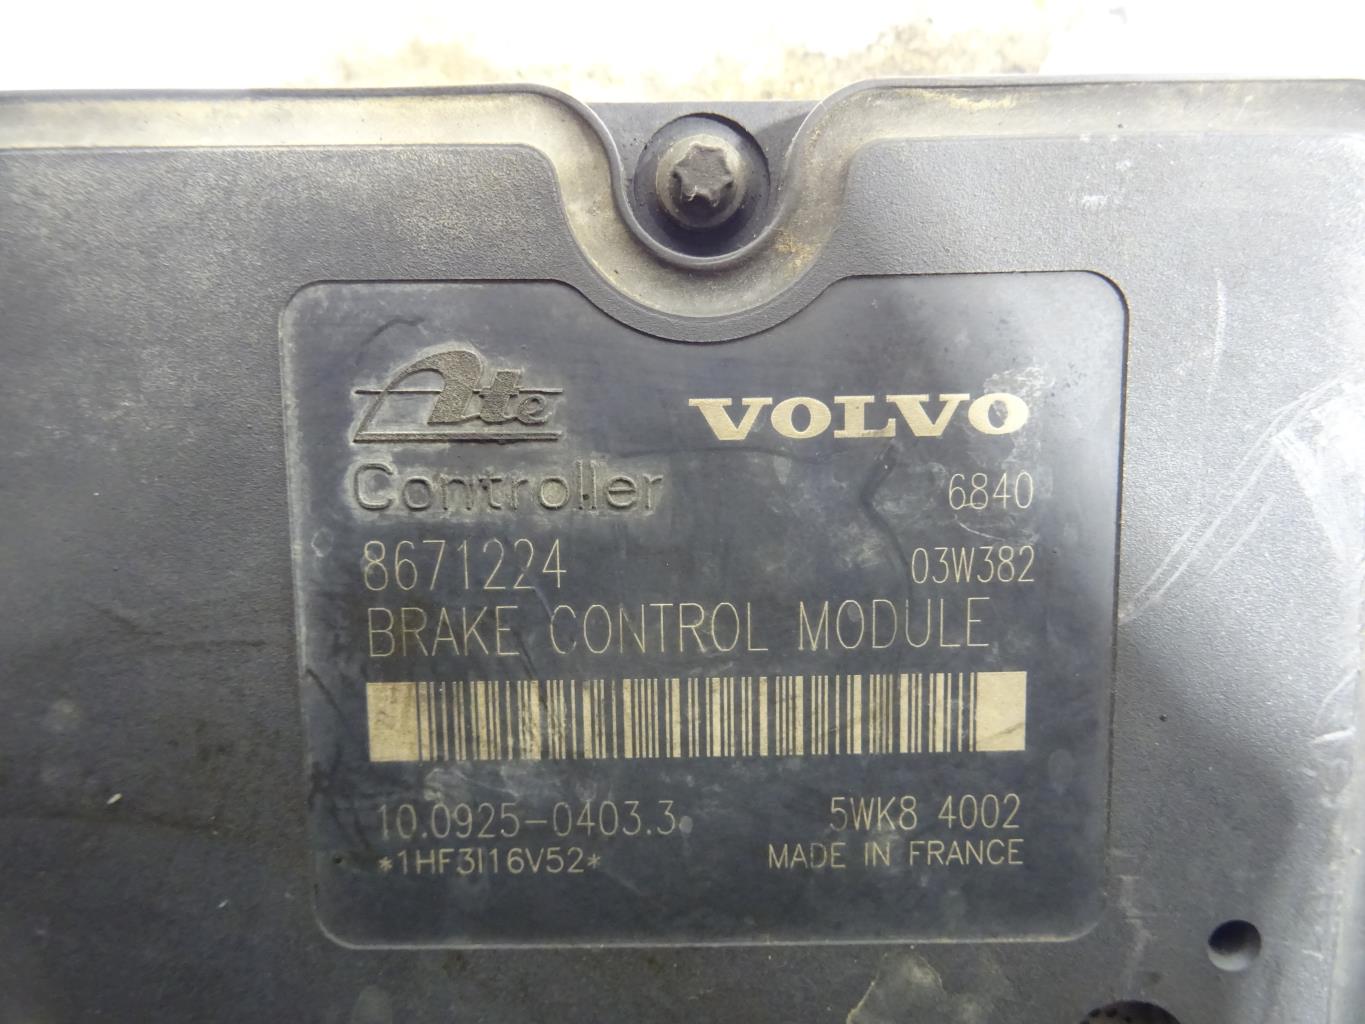 Ate
VOLVO
Controller
6840
8671224
03W382
BRAKE CONTROL MODULE
10.0925-0403.3
5WK8 4002
*1HF3I16V52*
MADE IN FRANCE